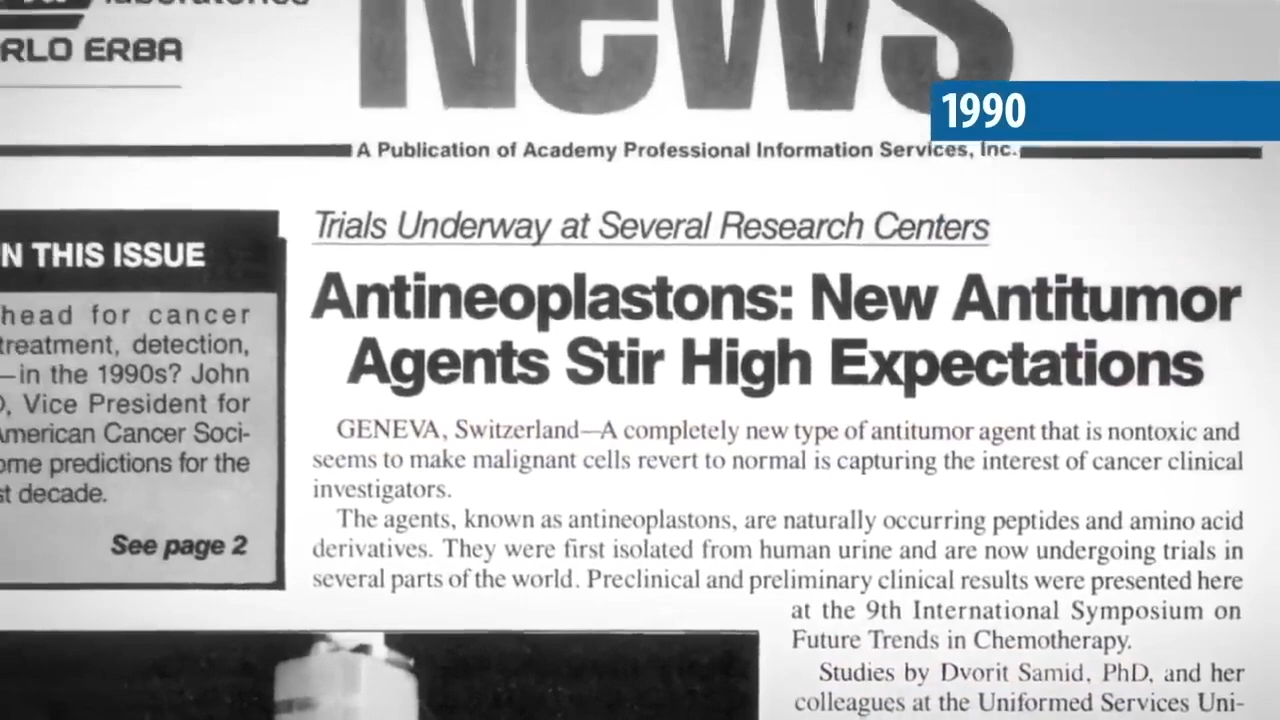 laboratories
RLO ERBA
News
1990
A Publication of Academy Professional Information Services, Inc.
N THIS ISSUE
head for cancer
treatment, detection,
—in the 1990s? John
, Vice President for
American Cancer Soci-
ome predictions for the
st decade.
See page 2
Trials Underway at Several Research Centers
Antineoplastons: New Antitumor
Agents Stir High Expectations
GENEVA, Switzerland—A completely new type of antitumor agent that is nontoxic and
seems to make malignant cells revert to normal is capturing the interest of cancer clinical
investigators.
The agents, known as antineoplastons, are naturally occurring peptides and amino acid
derivatives. They were first isolated from human urine and are now undergoing trials in
several parts of the world. Preclinical and preliminary clinical results were presented here
at the 9th International Symposium on
Future Trends in Chemotherapy.
Studies by Dvorit Samid, PhD, and her
colleagues at the Uniformed Services Uni-